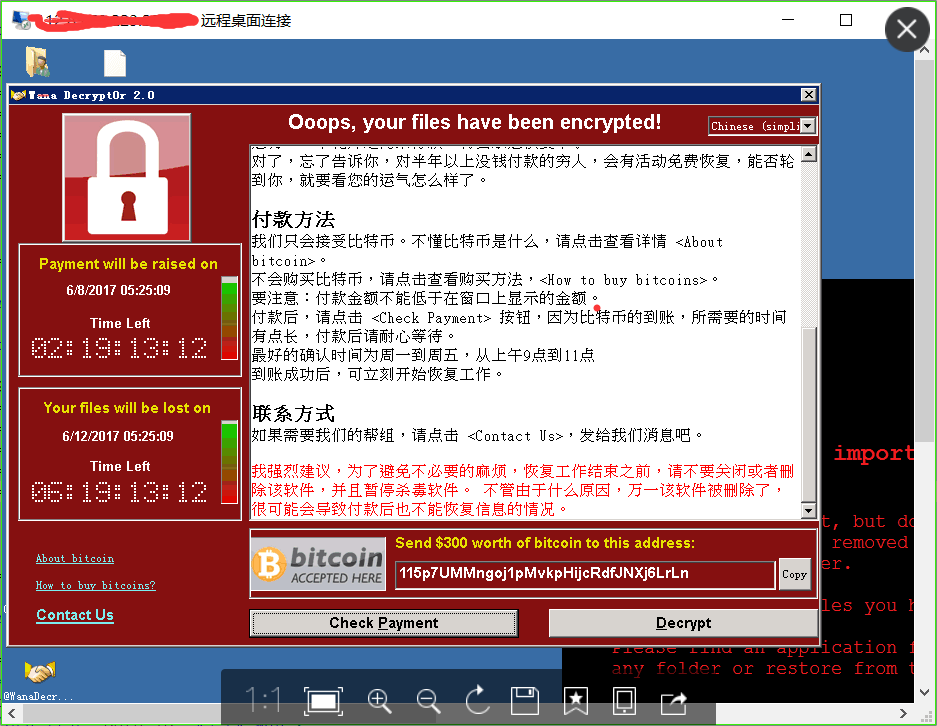 远程桌面连接
Wana Decrypt0r 2.0
Ooops, your files have been encrypted!
Chinese (simpli
对了，忘了告诉你，对半年以上没钱付款的穷人，会有活动免费恢复，能否轮
到你，就要看您的运气怎么样了。
付款方法
我们只会接受比特币。不懂比特币是什么，请点击查看详情 <About
bitcoin>。
不会购买比特币，请点击查看购买方法，<How to buy bitcoins>。
要注意：付款金额不能低于在窗口上显示的金额。
付款后，请点击 <Check Payment> 按钮，因为比特币的到账，所需要的时间
有点长，付款后请耐心等待。
最好的确认时间为周一到周五，从上午9点到11点
到账成功后，可立刻开始恢复工作。
联系方式
如果需要我们的帮组，请点击 <Contact Us>，发给我们消息吧。
我强烈建议，为了避免不必要的麻烦，恢复工作结束之前，请不要关闭或者删
除该软件，并且暂停杀毒软件。 不管由于什么原因，万一该软件被删除了，
很可能会导致付款后也不能恢复信息的情况。
Payment will be raised on
6/8/2017 05:25:09
Time Left
02:19:13:12
Your files will be lost on
6/12/2017 05:25:09
Time Left
06:19:13:12
About bitcoin
How to buy bitcoins?
Contact Us
bitcoin
ACCEPTED HERE
Send $300 worth of bitcoin to this address:
115p7UMMngoj1pMvkpHijcRdfJNXj6LrLn
Copy
Check Payment
Decrypt
import
t, but do
removed
er.
les you h
Please find an application f
any folder or restore from t
@WanaDecr...
1:1